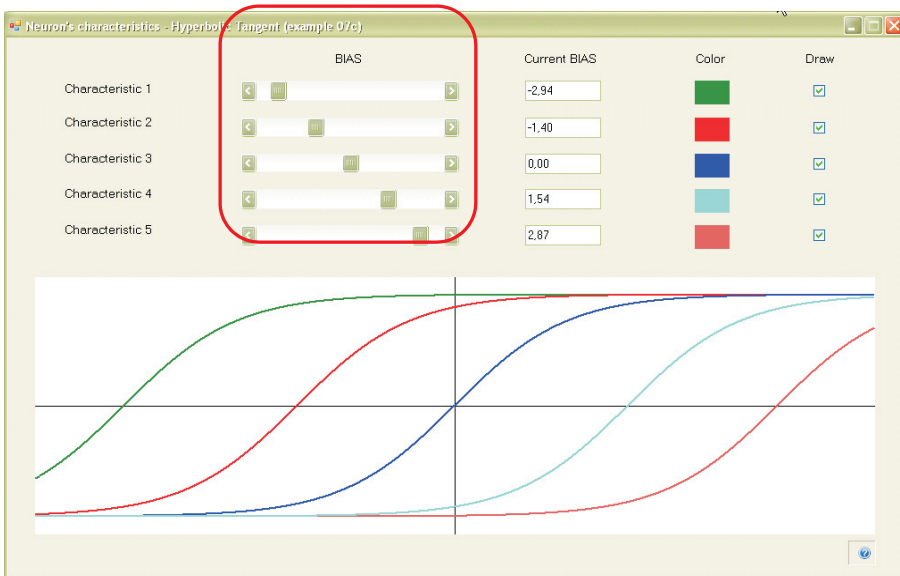 Neuron's characteristics - Hyperbolic Tangent (example 07c)
BIAS Current BIAS Color Draw
Characteristic 1 -2,94
Characteristic 2 -1,40
Characteristic 3 0,00
Characteristic 4 1,54
Characteristic 5 2,87